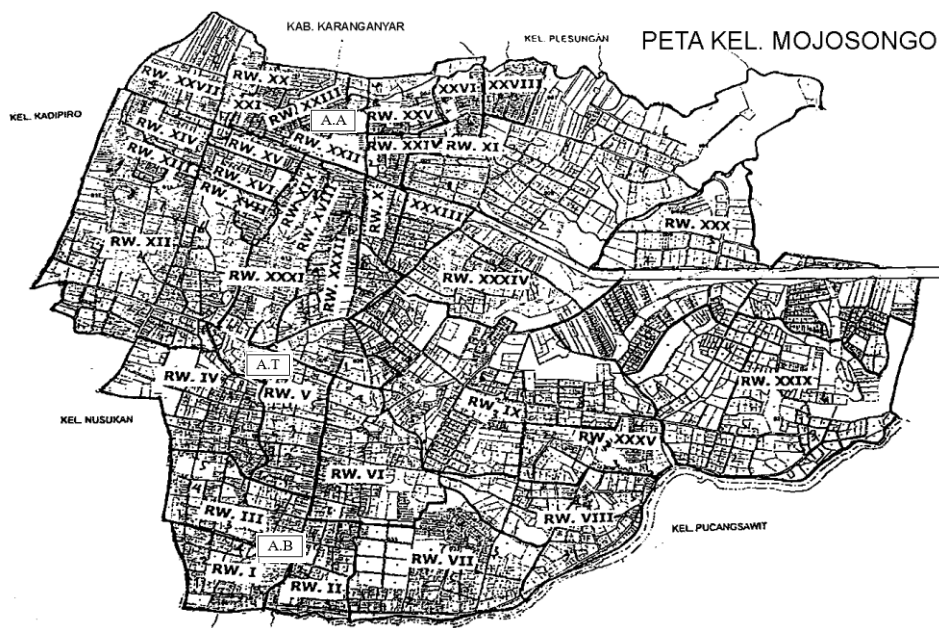 KAB. KARANGANYAR
KEL. PLESUNGAN
PETA KEL. MOJOSONGO
KEL. KADIPIRO
RW. XXVII
RW. XX
XXI
RW. XXIII
A.A
RW. XXV
XXVI
XXVIII
RW. XIV
RW. XIII
RW. XV
RW. XVI
RW. XVII
RW. XXII
RW. XXIV
RW. XI
RW. XIX
RW. XVIII
RW. X
XXXIII
RW. XXX
RW. XII
RW. XXXI
RW. XXXII
RW. XXXIV
A.T
RW. IV
RW. V
RW. IX
RW. XXIX
KEL. NUSUKAN
RW. XXXV
RW. VI
RW. III
RW. VIII
KEL. PUCANGSAWIT
A.B
RW. I
RW. II
RW. VII